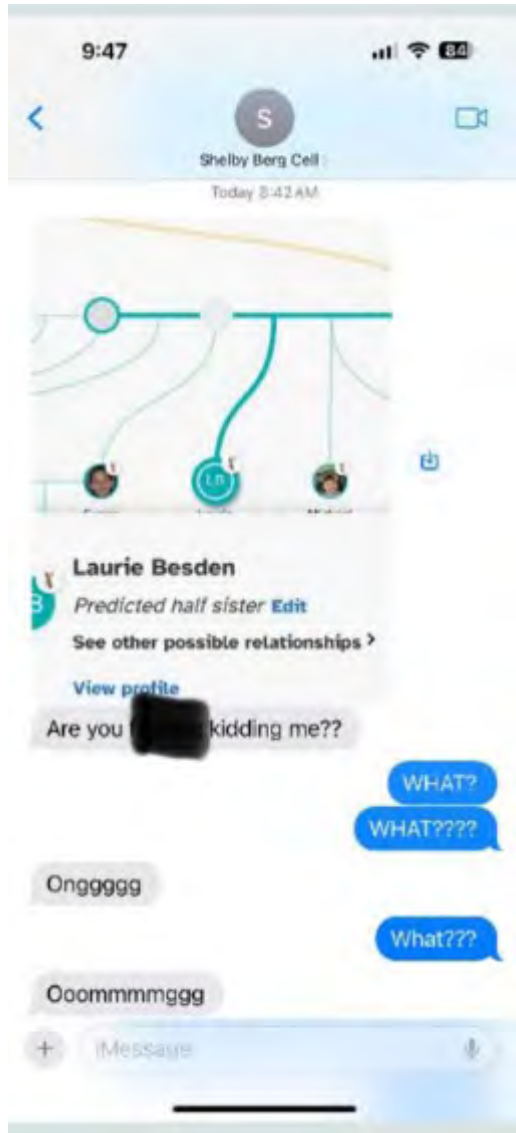 9:47
84
S
Shelby Berg Cell
Today 8:42 AM
LB
Laurie Besden
B
Predicted half sister Edit
See other possible relationships >
View profile
Are you kidding me??
WHAT?
WHAT????
Onggggg
What???
Ooommmmggg
+ iMessage